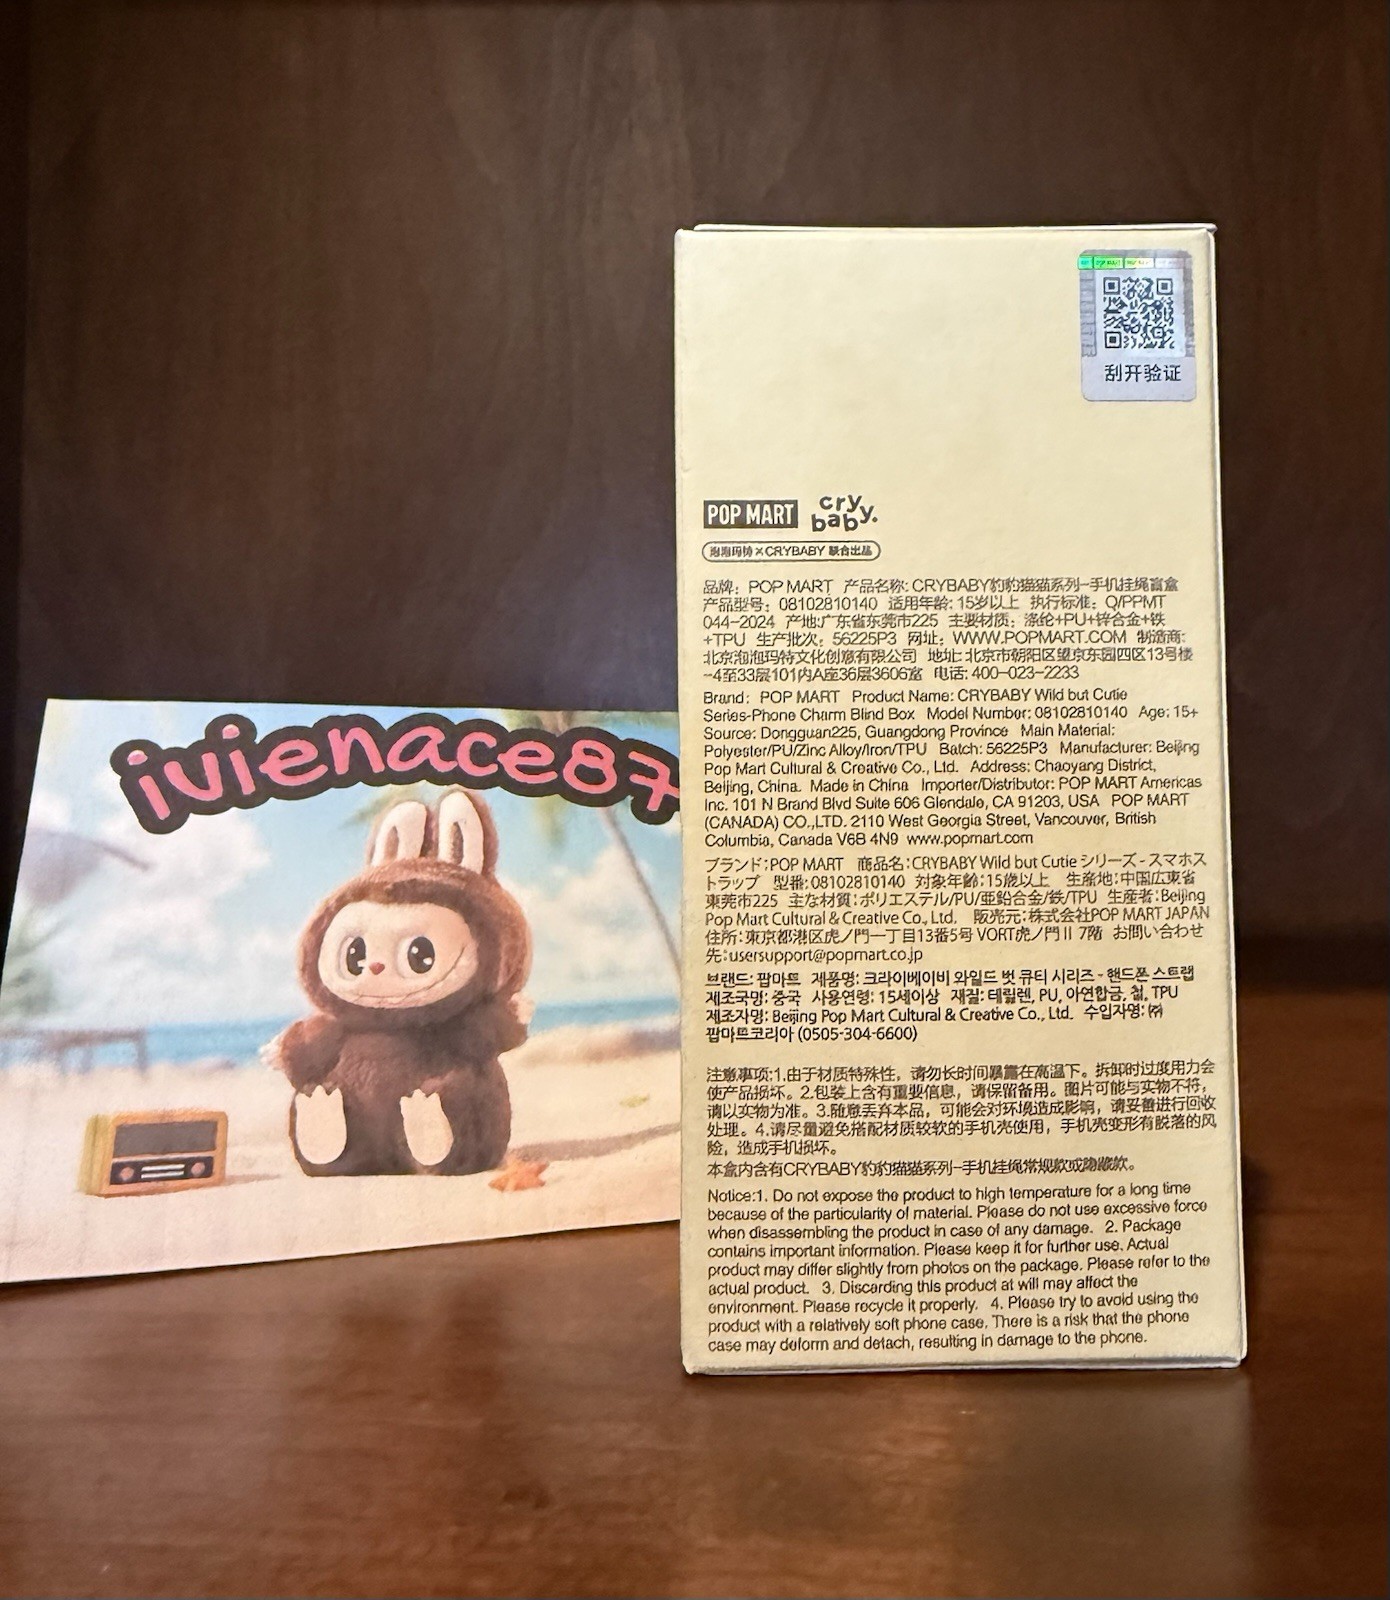 ivienace87
刮开验证
POP MART
cry
baby.
泡泡玛特×CRYBABY 联合出品
品牌：POP MART 产品名称: CRYBABY豹豹猫猫系列-手机挂绳盲盒
产品型号：08102810140 适用年龄: 15岁以上 执行标准：Q/PPMT
044-2024 产地:广东省东莞市225 主要材质：涤纶+PU+锌合金+铁
+TPU 生产批次：56225P3 网址：WWW.POPMART.COM 制造商:
北京泡泡玛特文化创意有限公司 地址: 北京市朝阳区望京东园四区13号楼
-4至33层101内A座36层3606室 电话: 400-023-2233
Brand: POP MART Product Name: CRYBABY Wild but Cutie
Series-Phone Charm Blind Box Model Number: 08102810140 Age: 15+
Source: Dongguan225, Guangdong Province Main Material:
Polyester/PU/Zinc Alloy/Iron/TPU Batch: 56225P3 Manufacturer: Beijing
Pop Mart Cultural & Creative Co., Ltd. Address: Chaoyang District,
Beijing, China. Made in China Importer/Distributor: POP MART Americas
Inc. 101 N Brand Blvd Suite 606 Glendale, CA 91203, USA POP MART
(CANADA) CO.,LTD. 2110 West Georgia Street, Vancouver, British
Columbia, Canada V6B 4N9 www.popmart.com
ブランド：POP MART 商品名：CRYBABY Wild but Cutie シリーズ - スマホス
トラップ 型番：08102810140 対象年齢：15歳以上 生産地：中国広東省
東莞市225 主な材質：ポリエステル/PU/亜鉛合金/鉄/TPU 生産者：Beijing
Pop Mart Cultural & Creative Co., Ltd. 販売元：株式会社POP MART JAPAN
住所：東京都港区虎ノ門一丁目13番5号 VORT虎ノ門 II 7階 お問い合わせ
先：usersupport@popmart.co.jp
브랜드: 팝마트 제품명: 크라이베이비 와일드 벗 큐티 시리즈 - 핸드폰 스트랩
제조국명: 중국 사용연령: 15세이상 재질: 테릴렌, PU, 아연합금, 철, TPU
제조자명: Beijing Pop Mart Cultural & Creative Co., Ltd. 수입자명: ㈜
팝마트코리아 (0505-304-6600)
注意事项:1.由于材质特殊性，请勿长时间暴露在高温下。拆卸时过度用力会
使产品损坏。2.包装上含有重要信息，请保留备用。图片可能与实物不符，
请以实物为准。3.随意丢弃本品，可能会对环境造成影响，请妥善进行回收
处理。4.请尽量避免搭配材质较软的手机壳使用，手机壳变形有脱落的风
险，造成手机损坏。
本盒内含有CRYBABY豹豹猫猫系列-手机挂绳常规款或隐藏款。
Notice:1. Do not expose the product to high temperature for a long time
because of the particularity of material. Please do not use excessive force
when disassembling the product in case of any damage. 2. Package
contains important information. Please keep it for further use. Actual
product may differ slightly from photos on the package. Please refer to the
actual product. 3. Discarding this product at will may affect the
environment. Please recycle it properly. 4. Please try to avoid using the
product with a relatively soft phone case. There is a risk that the phone
case may deform and detach, resulting in damage to the phone.